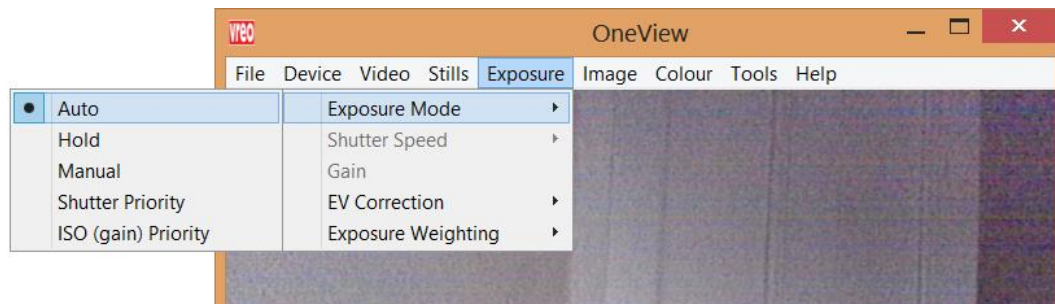 vreo OneView
File Device Video Stills Exposure Image Colour Tools Help
Auto Exposure Mode
Hold Shutter Speed
Manual Gain
Shutter Priority EV Correction
ISO (gain) Priority Exposure Weighting